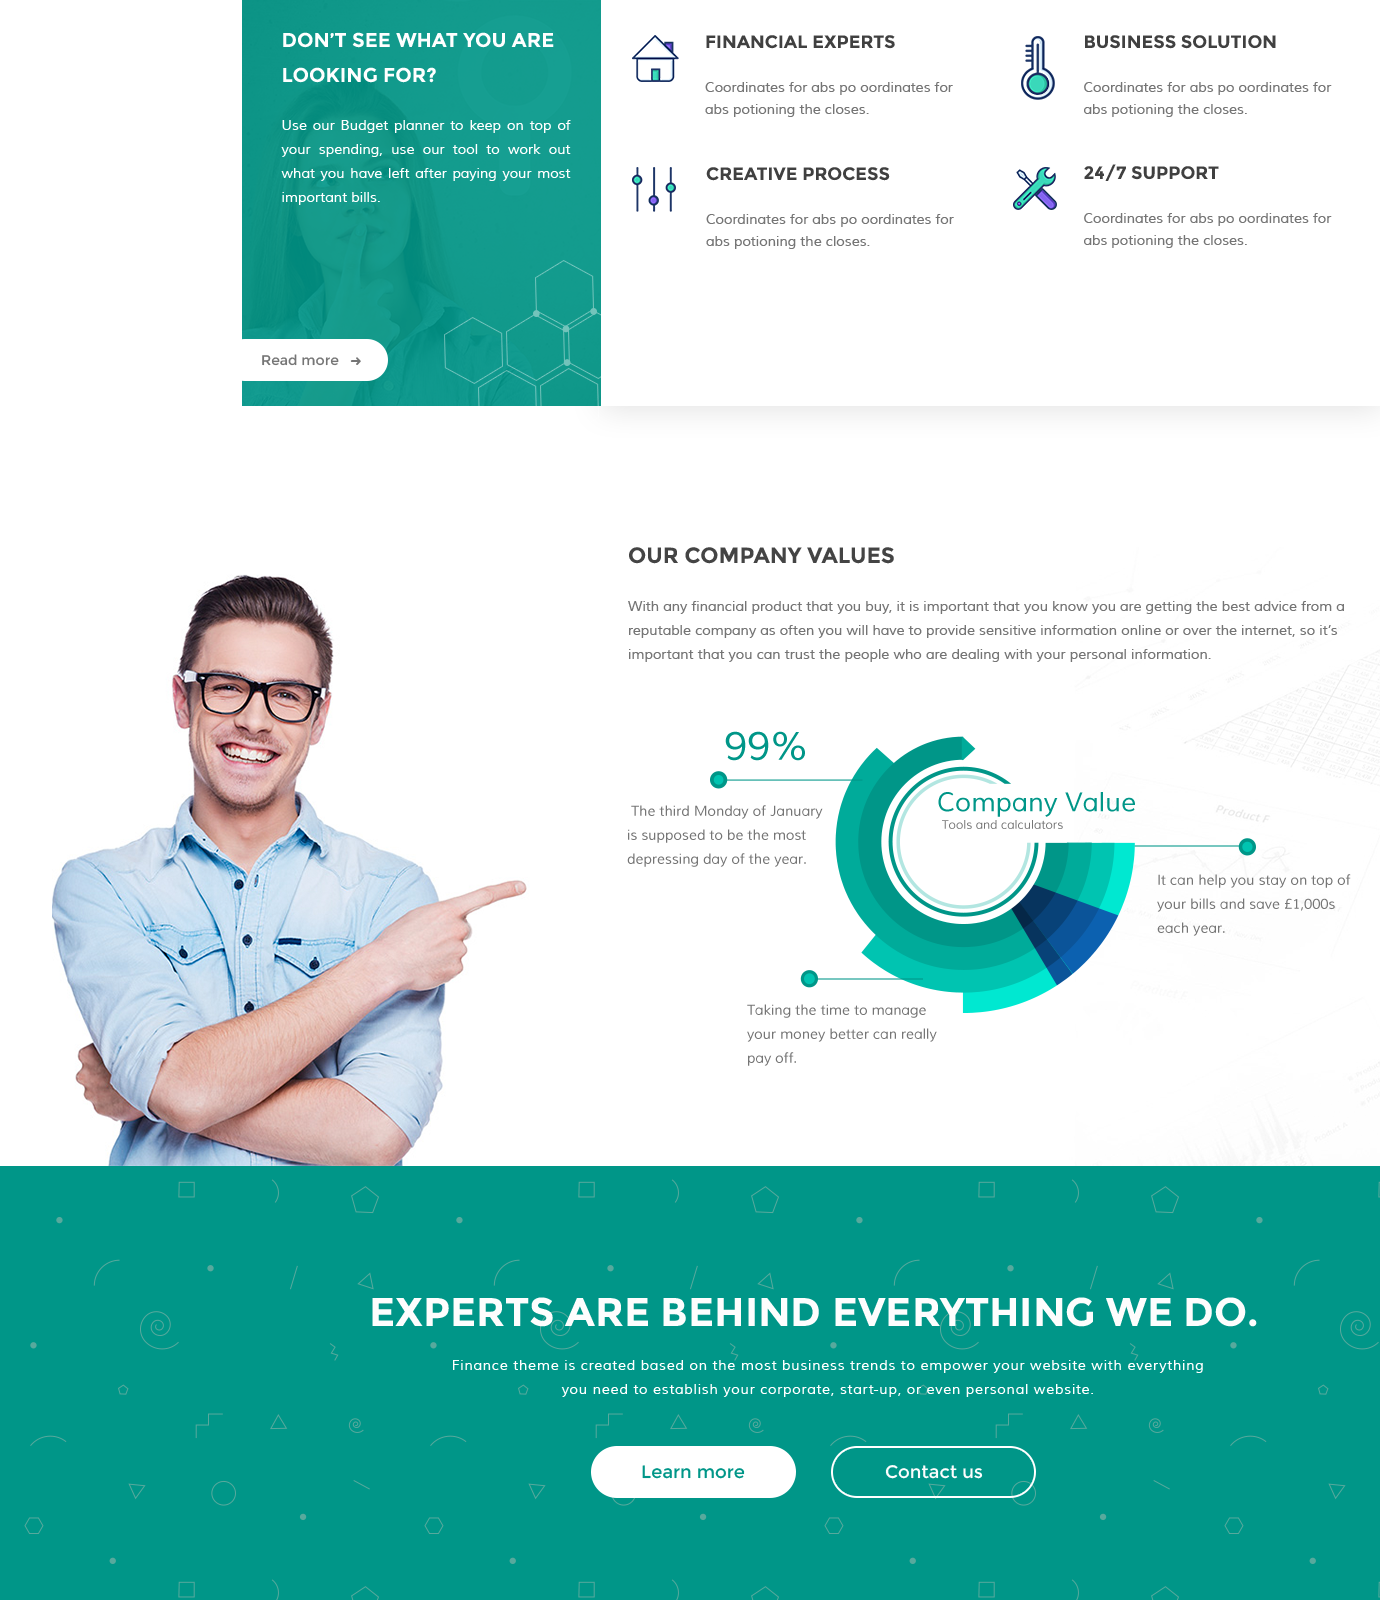 DON'T SEE WHAT YOU ARE
LOOKING FOR?
Use our Budget planner to keep on top of
your spending, use our tool to work out
what you have left after paying your most
important bills.
Read more
FINANCIAL EXPERTS
Coordinates for abs po oordinates for
abs potioning the closes.
BUSINESS SOLUTION
Coordinates for abs po oordinates for
abs potioning the closes.
CREATIVE PROCESS
Coordinates for abs po oordinates for
abs potioning the closes.
24/7 SUPPORT
Coordinates for abs po oordinates for
abs potioning the closes.
OUR COMPANY VALUES
With any financial product that you buy, it is important that you know you are getting the best advice from a
reputable company as often you will have to provide sensitive information online or over the internet, so it's
important that you can trust the people who are dealing with your personal information.
99%
The third Monday of January
is supposed to be the most
depressing day of the year.
Company Value
Tools and calculators
Product F
It can help you stay on top of
your bills and save £1,000s
each year.
Taking the time to manage
your money better can really
pay off.
EXPERTS ARE BEHIND EVERYTHING WE DO.
Finance theme is created based on the most business trends to empower your website with everything
you need to establish your corporate, start-up, or even personal website.
Learn more
Contact us